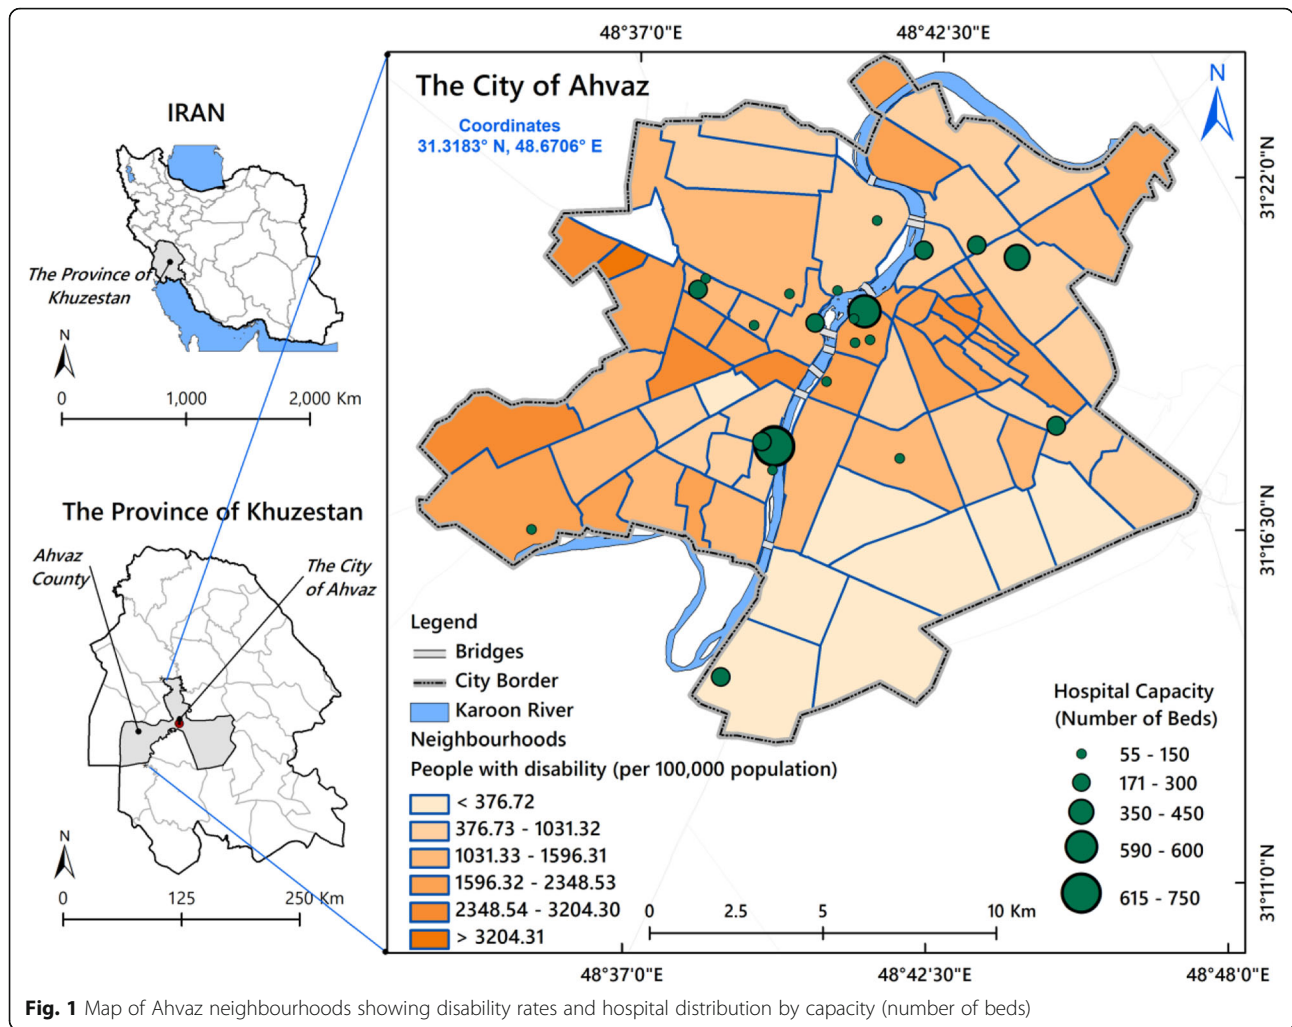 IRAN
The Province of
Khuzestan
N
0 1,000 2,000 Km
The Province of Khuzestan
Ahvaz
County
The City
of Ahvaz
N
0 125 250 Km
48°37'0"E 48°42'30"E
The City of Ahvaz
Coordinates
31.3183° N, 48.6706° E
N
31°22'0"N
31°16'30"N
31°11'0"N
Legend
Bridges
City Border
Karoon River
Neighbourhoods
People with disability (per 100,000 population)
< 376.72
376.73 - 1031.32
1031.33 - 1596.31
1596.32 - 2348.53
2348.54 - 3204.30
> 3204.31
Hospital Capacity
(Number of Beds)
55 - 150
171 - 300
350 - 450
590 - 600
615 - 750
0 2.5 5 10 Km
48°37'0"E 48°42'30"E 48°48'0"E
Fig. 1 Map of Ahvaz neighbourhoods showing disability rates and hospital distribution by capacity (number of beds)